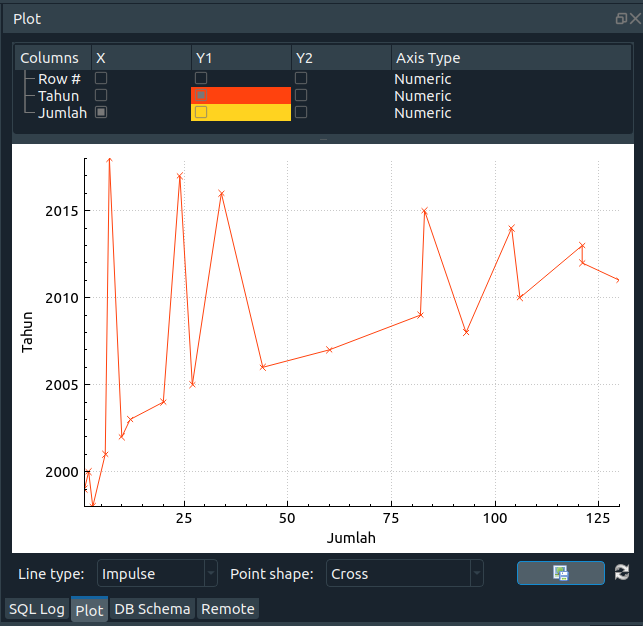 Plot
Columns X Y1 Y2 Axis Type
Row # Numeric
Tahun Numeric
Jumlah Numeric
2015
2010
2005
2000
Tahun
25 50 75 100 125
Jumlah
Line type: Impulse Point shape: Cross
SQL Log Plot DB Schema Remote